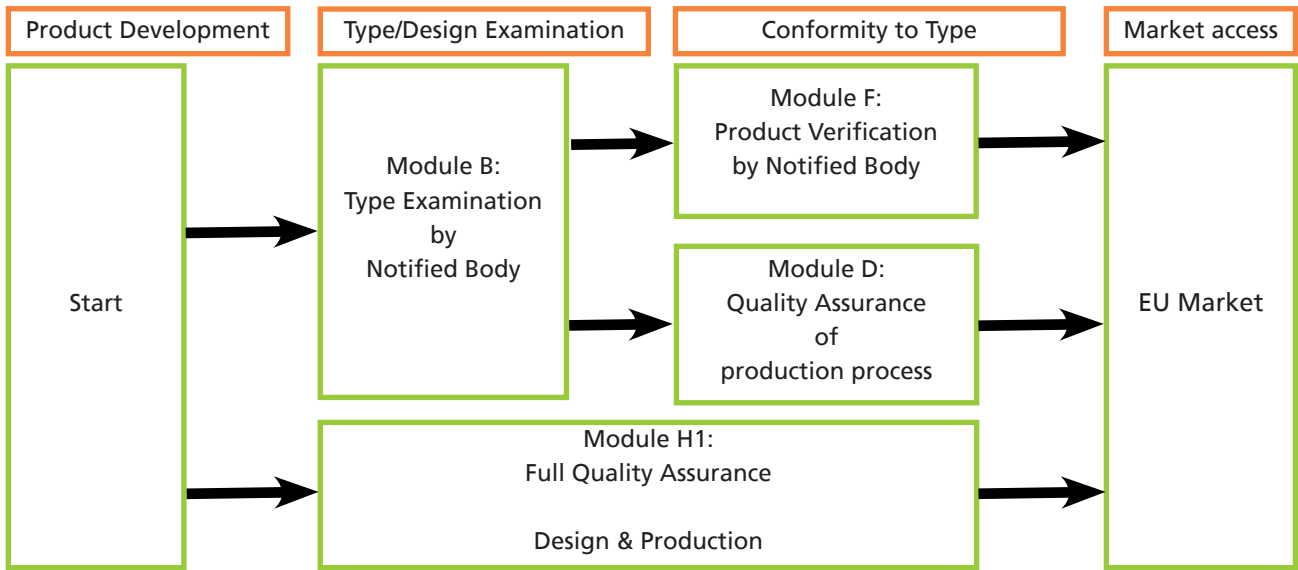 Product Development
Type/Design Examination
Conformity to Type
Market access
Start
Module B:
Type Examination
by
Notified Body
Module F:
Product Verification
by Notified Body
Module D:
Quality Assurance
of
production process
Module H1:
Full Quality Assurance
Design & Production
EU Market